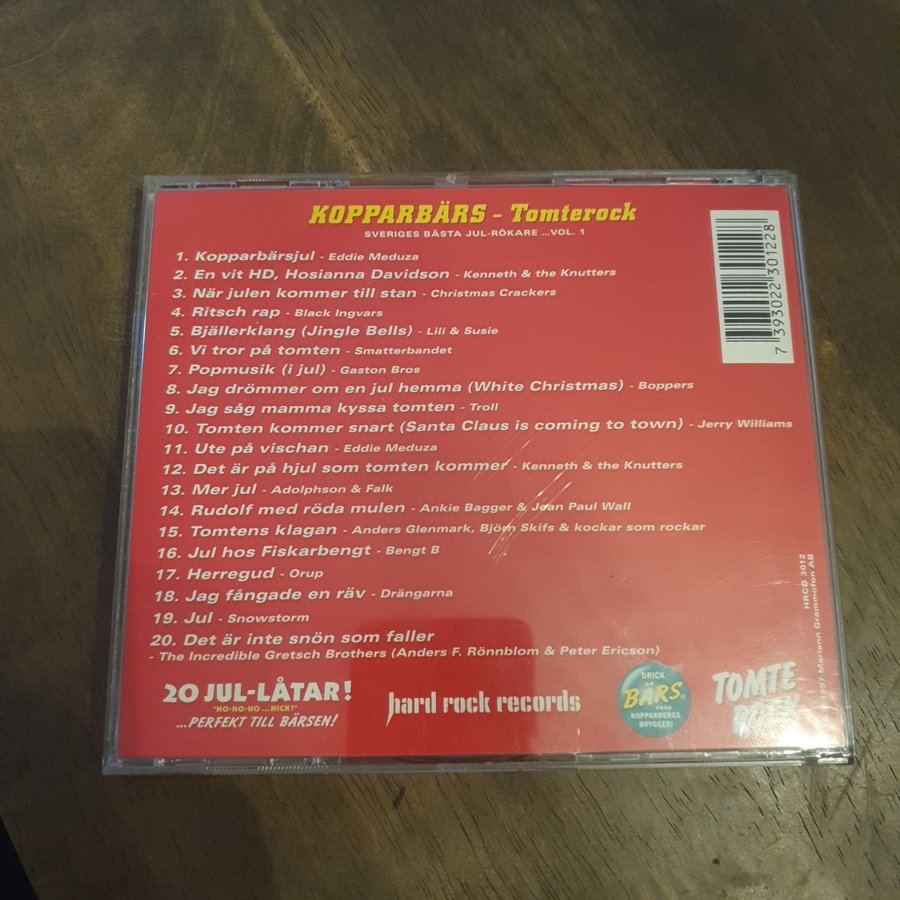 KOPPARBÄRS - Tomterock
SVERIGES BÄSTA JUL-RÖKARE ...VOL. 1
1. Kopparbärsjul - Eddie Meduza
2. En vit HD, Hosianna Davidson - Kenneth & the Knutters
3. När julen kommer till stan - Christmas Crackers
4. Ritsch rap - Black Ingvars
5. Bjällerklang (Jingle Bells) - Lili & Susie
6. Vi tror på tomten - Smatterbandet
7. Popmusik (i jul) - Gaston Bros
8. Jag drömmer om en jul hemma (White Christmas) - Boppers
9. Jag såg mamma kyssa tomten - Troll
10. Tomten kommer snart (Santa Claus is coming to town) - Jerry Williams
11. Ute på vischan - Eddie Meduza
12. Det är på hjul som tomten kommer - Kenneth & the Knutters
13. Mer jul - Adolphson & Falk
14. Rudolf med röda mulen - Ankie Bagger & Jean Paul Wall
15. Tomtens klagan - Anders Glenmark, Björn Skifs & kockar som rockar
16. Jul hos Fiskarbengt - Bengt B
17. Herregud - Orup
18. Jag fångade en räv - Drängarna
19. Jul - Snowstorm
20. Det är inte snön som faller
- The Incredible Gretsch Brothers (Anders F. Rönnblom & Peter Ericson)
20 JUL-LÅTAR!
"HO-HO-HO...HICK!"
...PERFEKT TILL BÄRSEN!
hard rock records
DRICK
BÄRS
FRÅN
KOPPARBERGS
BRYGGERI
TOMTE
ROCK
7 393022 301228
HRCD 3012
1997 Mariann Grammofon AB